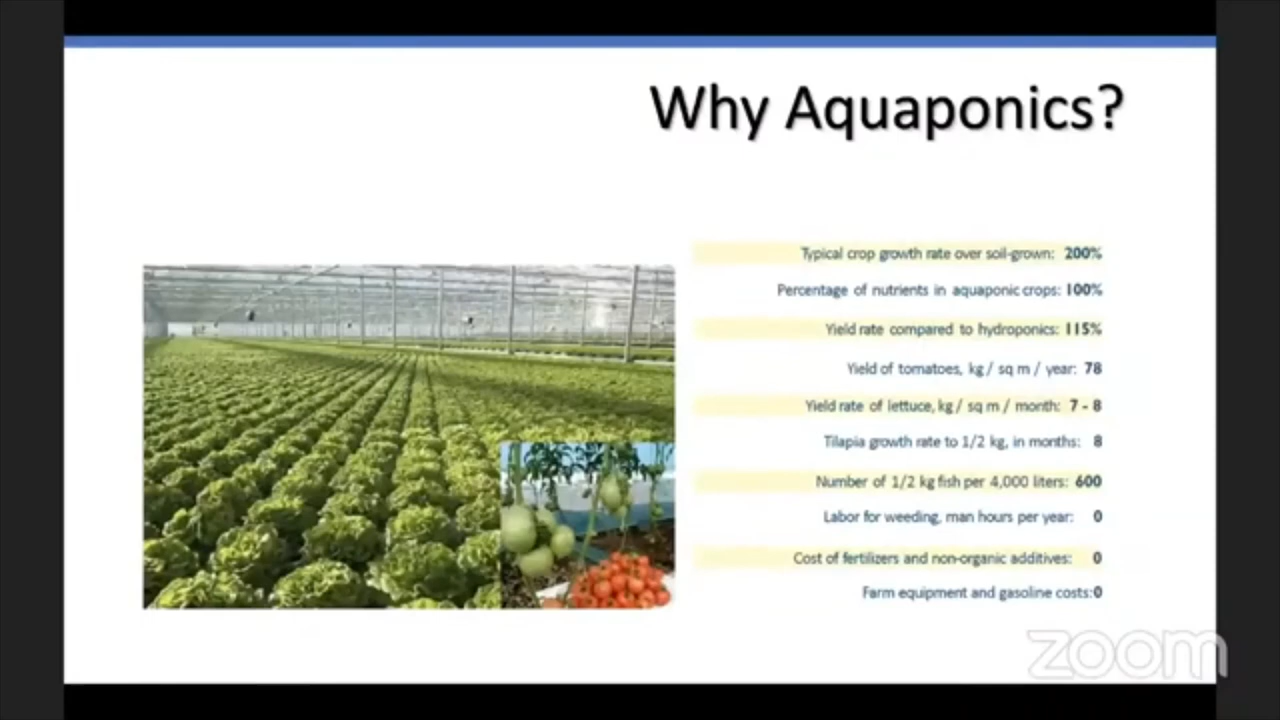 Why Aquaponics?
Typical crop growth rate over soil-grown: 200%
Percentage of nutrients in aquaponic crops: 100%
Yield rate compared to hydroponics: 115%
Yield of tomatoes, kg / sq m / year: 78
Yield rate of lettuce, kg / sq m / month: 7 - 8
Tilapia growth rate to 1/2 kg, in months: 8
Number of 1/2 kg fish per 4,000 liters: 600
Labor for weeding, man hours per year: 0
Cost of fertilizers and non-organic additives: 0
Farm equipment and gasoline costs:0
zoom